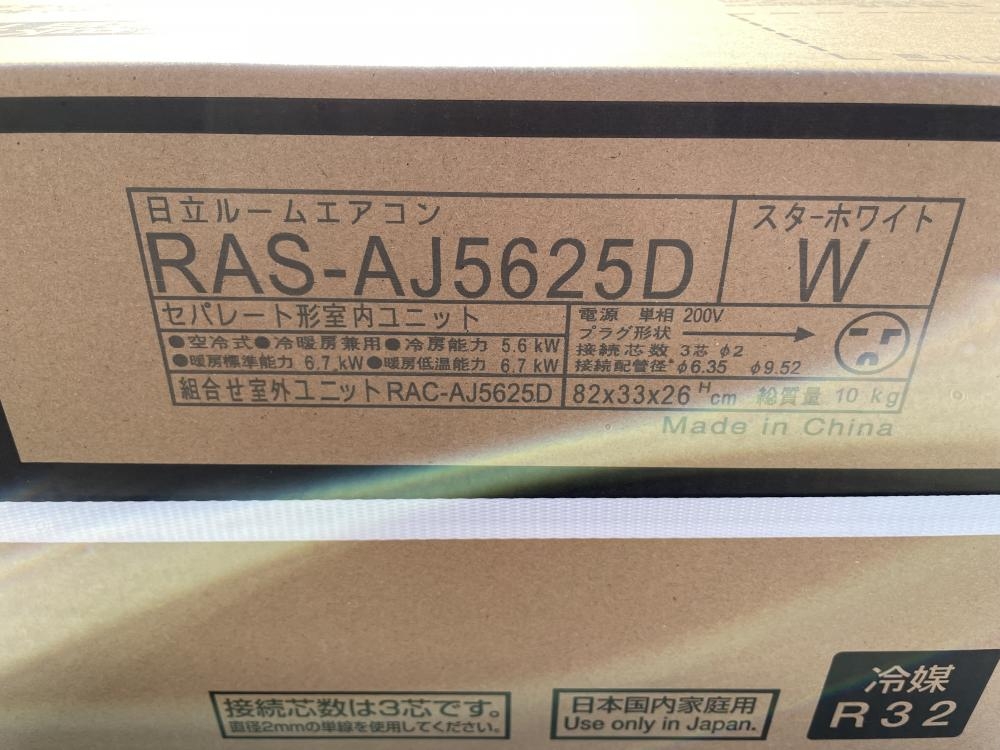 日立ルームエアコン
RAS-AJ5625D
スターホワイト
W
セパレート形室内ユニット
●空冷式●冷暖房兼用●冷房能力 5.6 kW
●暖房標準能力 6.7 kW●暖房低温能力 6.7 kW
電源 単相 200V
プラグ形状
接続芯数 3芯 φ2
接続配管径 φ6.35 φ9.52
組合せ室外ユニット RAC-AJ5625D
82x33x26 H cm 総質量 10 kg
Made in China
接続芯数は3芯です。
直径2mmの単線を使用してください。
日本国内家庭用
Use only in Japan.
冷媒
R32